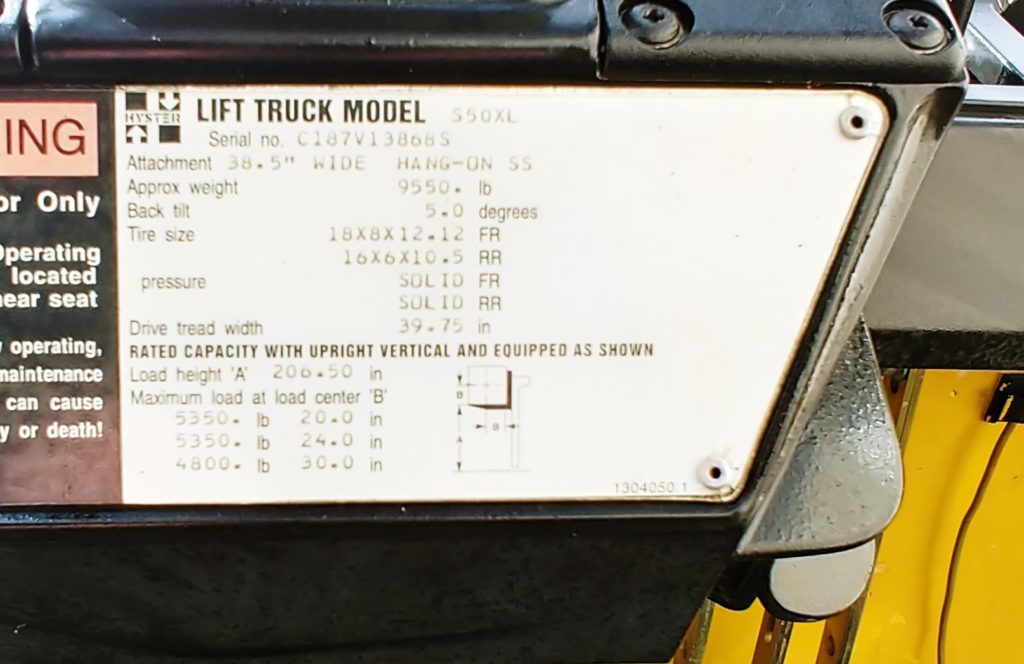 ING
or Only
Operating
located
near seat
operating,
maintenance
can cause
y or death!
HYSTER
LIFT TRUCK MODEL S50XL
Serial no. C187V13868S
Attachment 38.5" WIDE HANG-ON SS
Approx weight 9550. lb
Back tilt 5.0 degrees
Tire size 18X8X12.12 FR
16X6X10.5 RR
pressure SOLID FR
SOLID RR
Drive tread width 39.75 in
RATED CAPACITY WITH UPRIGHT VERTICAL AND EQUIPPED AS SHOWN
Load height 'A' 206.50 in
Maximum load at load center 'B'
5350. lb 20.0 in
5350. lb 24.0 in
4800. lb 30.0 in
B
B
A
1304050 1